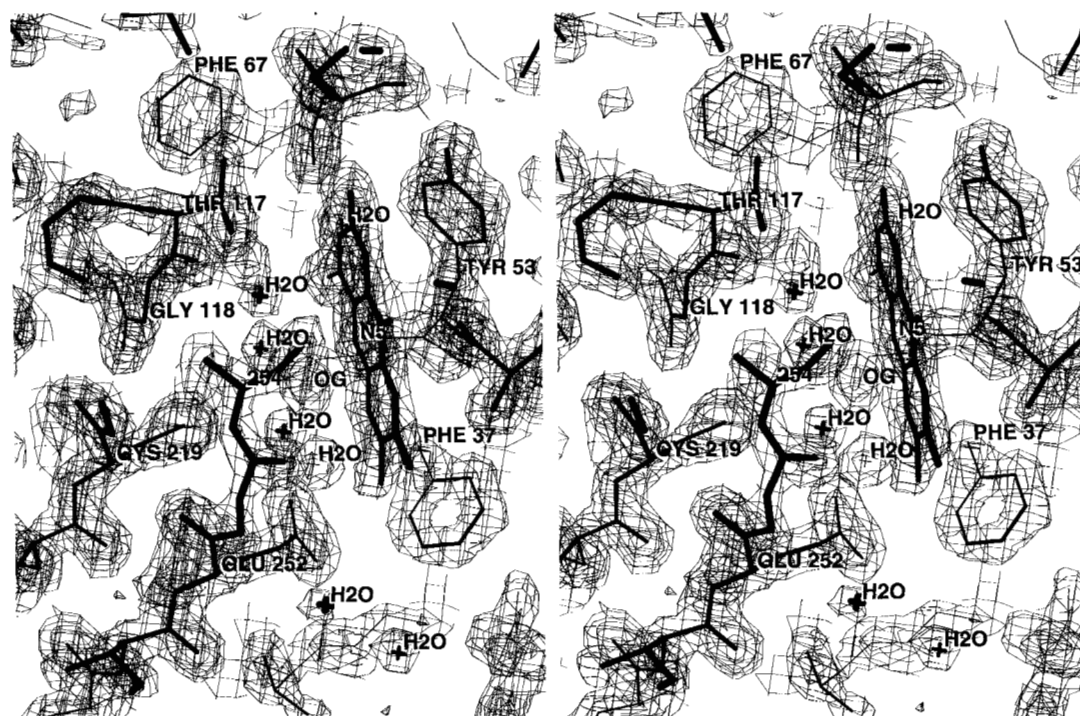 PHE 67
THR 117
H2O
TYR 53
H2O
GLY 118
N5
H2O
254
OG
H2O
PHE 37
CYS 219
H2O
GLU 252
H2O
H2O
PHE 67
THR 117
H2O
TYR 53
H2O
GLY 118
N5
H2O
254
OG
H2O
PHE 37
CYS 219
H2O
GLU 252
H2O
H2O